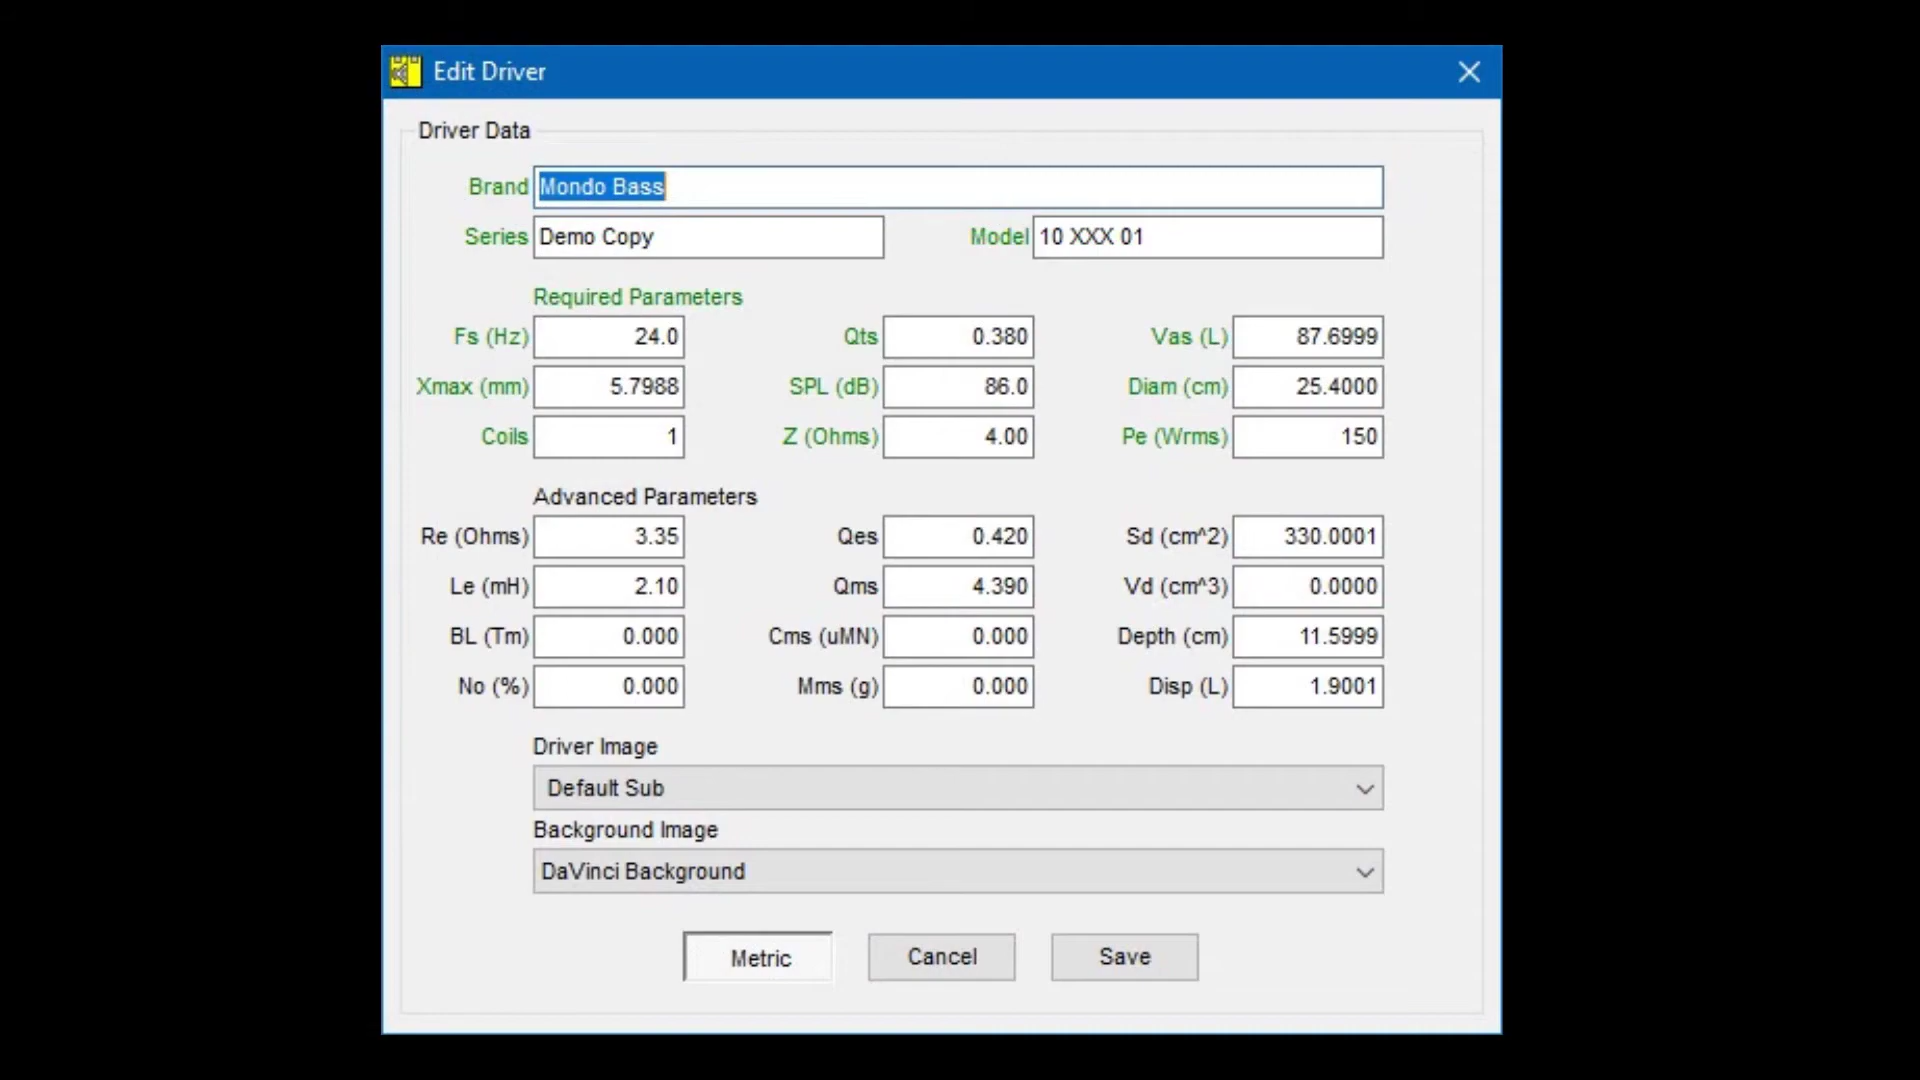 Edit Driver
Driver Data
Brand Mondo Bass
Series Demo Copy Model 10 XXX 01
Required Parameters
Fs (Hz) 24.0 Qts 0.380 Vas (L) 87.6999
Xmax (mm) 5.7988 SPL (dB) 86.0 Diam (cm) 25.4000
Coils 1 Z (Ohms) 4.00 Pe (Wrms) 150
Advanced Parameters
Re (Ohms) 3.35 Qes 0.420 Sd (cm^2) 330.0001
Le (mH) 2.10 Qms 4.390 Vd (cm^3) 0.0000
BL (Tm) 0.000 Cms (uMN) 0.000 Depth (cm) 11.5999
No (%) 0.000 Mms (g) 0.000 Disp (L) 1.9001
Driver Image
Default Sub
Background Image
DaVinci Background
Metric Cancel Save